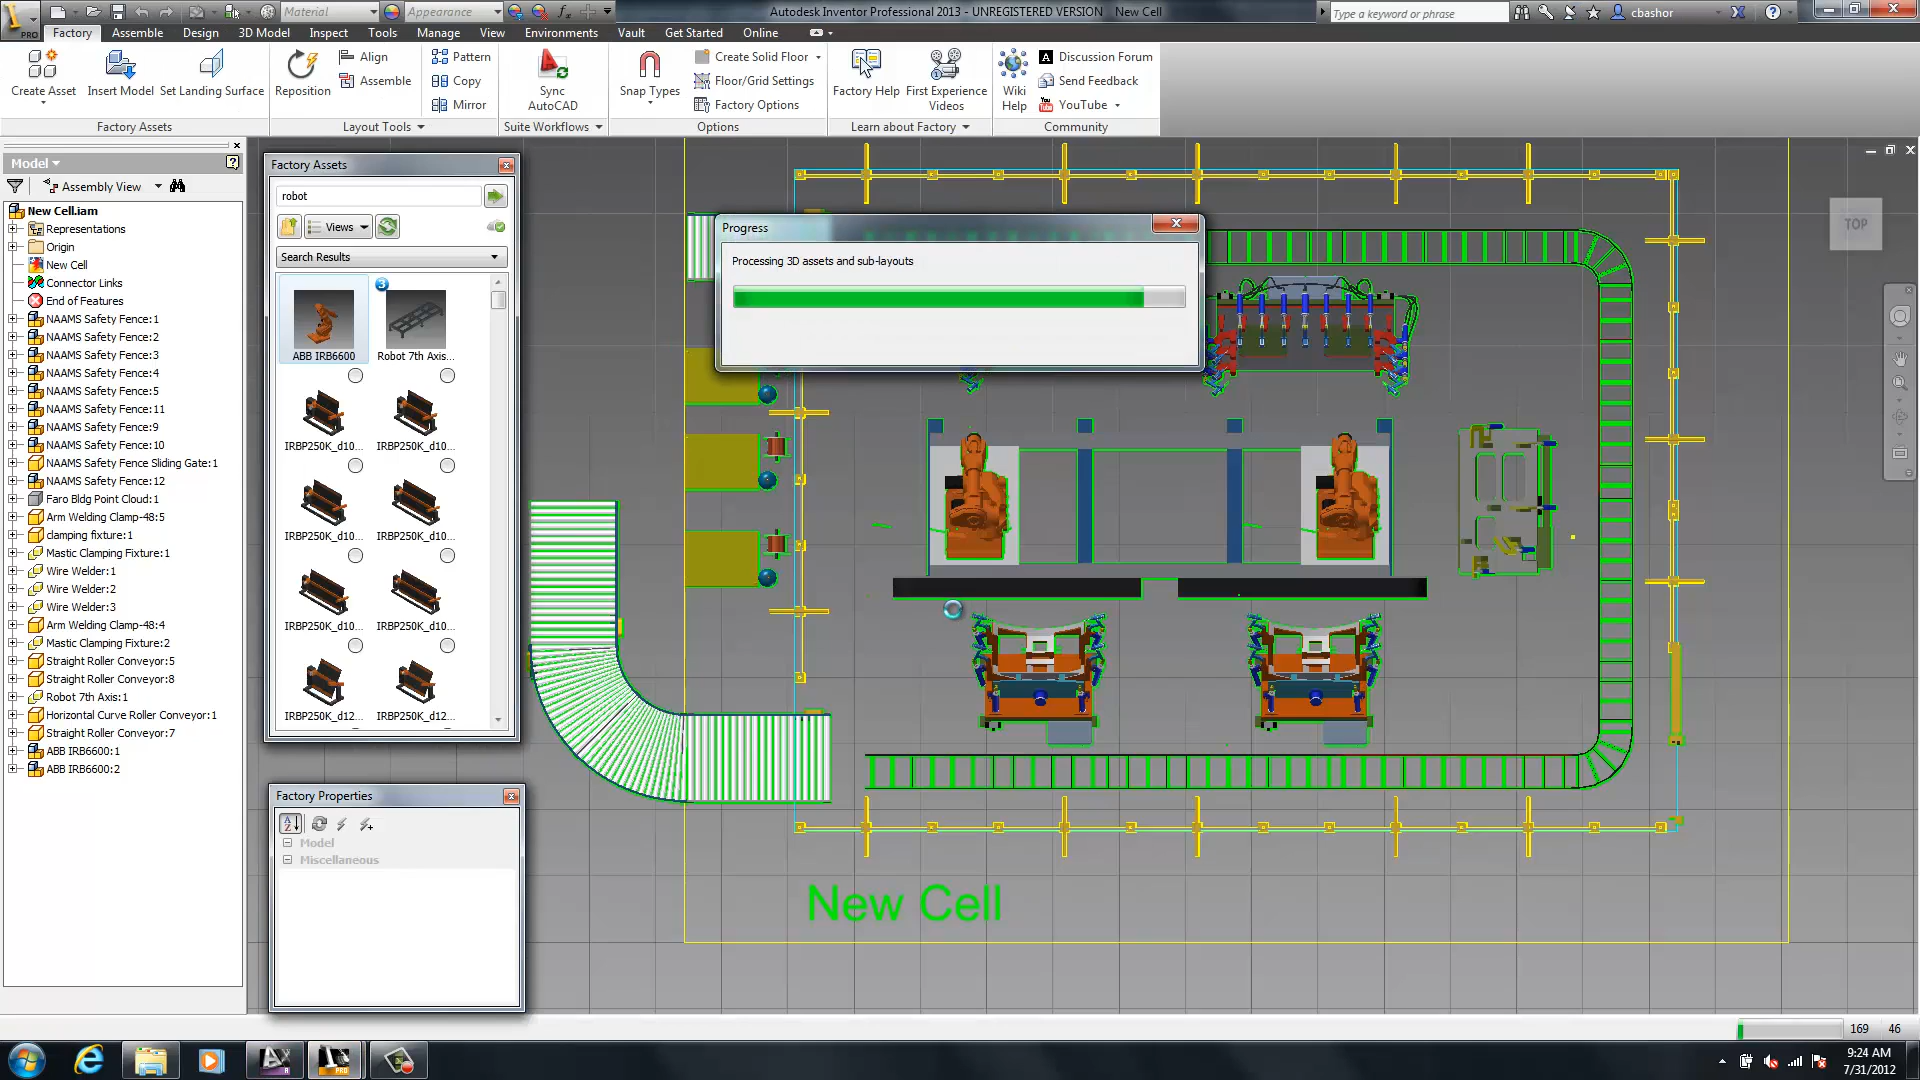 Material
Appearance
Autodesk Inventor Professional 2013 - UNREGISTERED VERSION New Cell
Type a keyword or phrase
cbashor
PRO
Factory Assemble Design 3D Model Inspect Tools Manage View Environments Vault Get Started Online
Create Asset
Insert Model
Set Landing Surface
Factory Assets
Reposition
Align
Assemble
Pattern
Copy
Mirror
Layout Tools
Sync
AutoCAD
Suite Workflows
Snap Types
Create Solid Floor
Floor/Grid Settings
Factory Options
Options
Factory Help
First Experience
Videos
Learn about Factory
Wiki
Help
Discussion Forum
Send Feedback
YouTube
Community
Model
Assembly View
New Cell.iam
Representations
Origin
New Cell
Connector Links
End of Features
NAAMS Safety Fence:1
NAAMS Safety Fence:2
NAAMS Safety Fence:3
NAAMS Safety Fence:4
NAAMS Safety Fence:5
NAAMS Safety Fence:11
NAAMS Safety Fence:9
NAAMS Safety Fence:10
NAAMS Safety Fence Sliding Gate:1
NAAMS Safety Fence:12
Faro Bldg Point Cloud:1
Arm Welding Clamp-48:5
clamping fixture:1
Mastic Clamping Fixture:1
Wire Welder:1
Wire Welder:2
Wire Welder:3
Arm Welding Clamp-48:4
Mastic Clamping Fixture:2
Straight Roller Conveyor:5
Straight Roller Conveyor:8
Robot 7th Axis:1
Horizontal Curve Roller Conveyor:1
Straight Roller Conveyor:7
ABB IRB6600:1
ABB IRB6600:2
Factory Assets
robot
Views
Search Results
3
ABB IRB6600 Robot 7th Axis...
IRBP250K_d10... IRBP250K_d10...
IRBP250K_d10... IRBP250K_d10...
IRBP250K_d10... IRBP250K_d10...
IRBP250K_d12... IRBP250K_d12...
Factory Properties
Model
Miscellaneous
Progress
Processing 3D assets and sub-layouts
TOP
New Cell
169 46
PRO
9:24 AM
7/31/2012